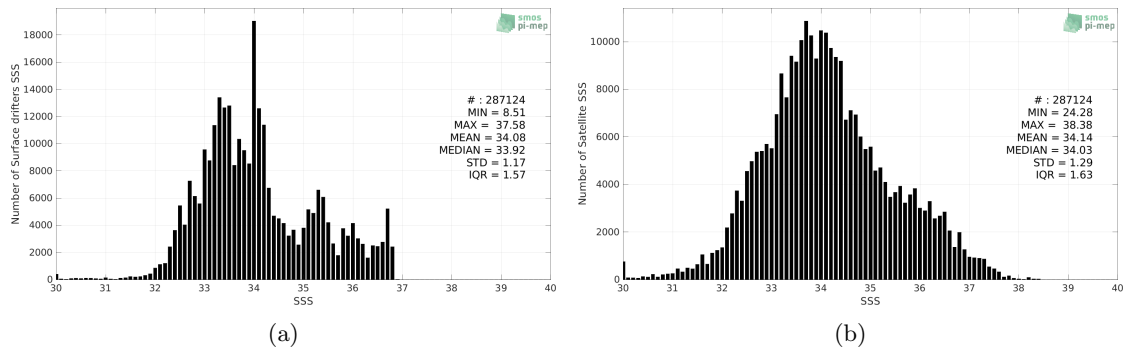 smos
pi-mep
18000
16000
14000
12000
10000
8000
6000
4000
2000
0
Number of Surface drifters SSS
# : 287124
MIN = 8.51
MAX = 37.58
MEAN = 34.08
MEDIAN = 33.92
STD = 1.17
IQR = 1.57
30 31 32 33 34 35 36 37 38 39 40
SSS
(a)
smos
pi-mep
10000
8000
6000
4000
2000
0
Number of Satellite SSS
# : 287124
MIN = 24.28
MAX = 38.38
MEAN = 34.14
MEDIAN = 34.03
STD = 1.29
IQR = 1.63
30 31 32 33 34 35 36 37 38 39 40
SSS
(b)